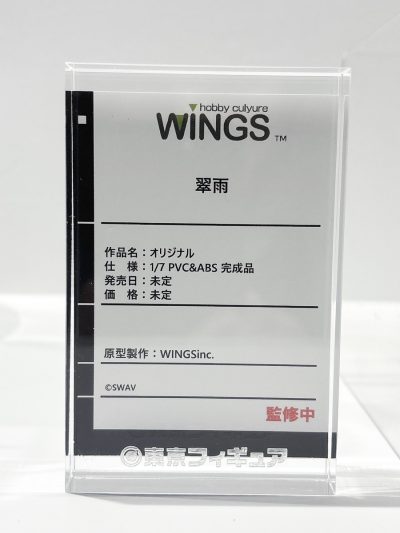 hobby culyure
WINGS™
翠雨
作品名：オリジナル
仕　様：1/7 PVC&ABS 完成品
発売日：未定
価　格：未定
原型製作：WINGSinc.
©SWAV
監修中
東京フィギュア